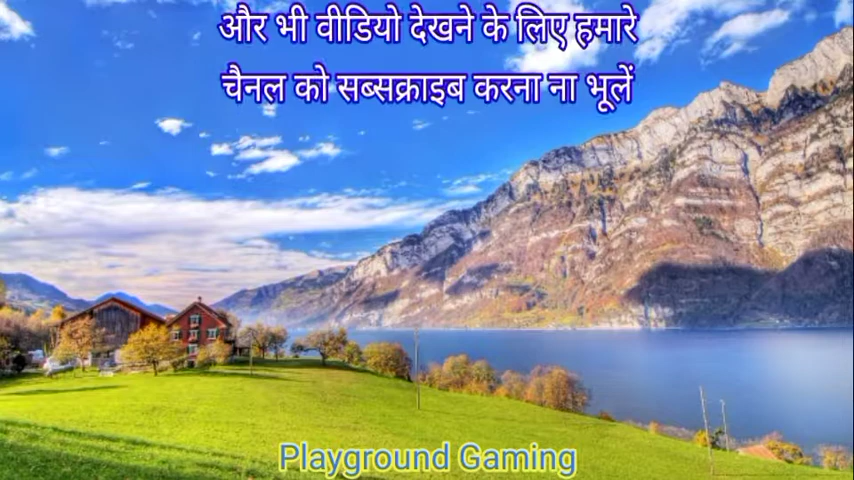 और भी वीडियो देखने के लिए हमारे
चैनल को सब्सक्राइब करना ना भूलें
Playground Gaming